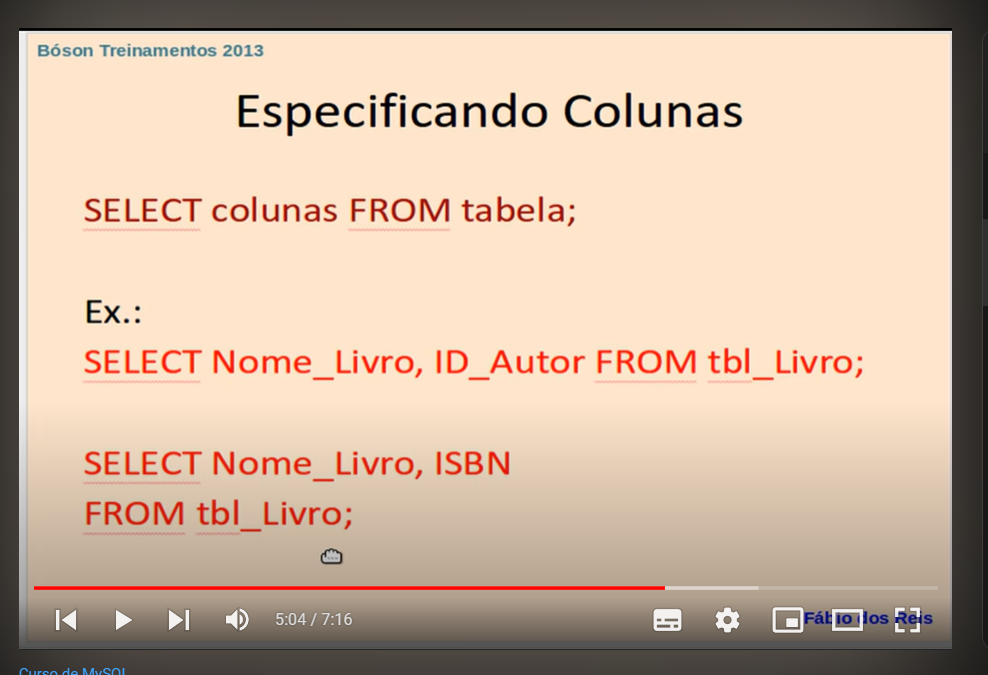 Bóson Treinamentos 2013
Especificando Colunas
SELECT colunas FROM tabela;
Ex.:
SELECT Nome_Livro, ID_Autor FROM tbl_Livro;
SELECT Nome_Livro, ISBN
FROM tbl_Livro;
5:04 / 7:16
Fábio dos Reis
Curso de MySQL